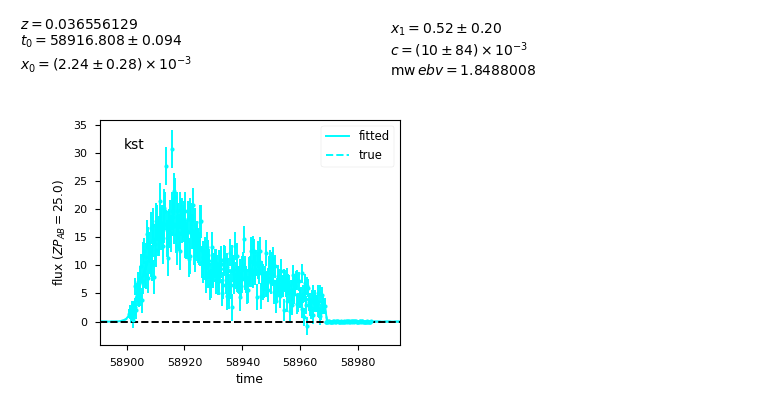 z = 0.036556129
t₀ = 58916.808 ± 0.094
x₀ = (2.24 ± 0.28) × 10⁻³
x₁ = 0.52 ± 0.20
c = (10 ± 84) × 10⁻³
mw ebv = 1.8488008
kst
fitted
true
35
30
25
20
15
10
5
0
flux (ZP_AB = 25.0)
58900 58920 58940 58960 58980
time